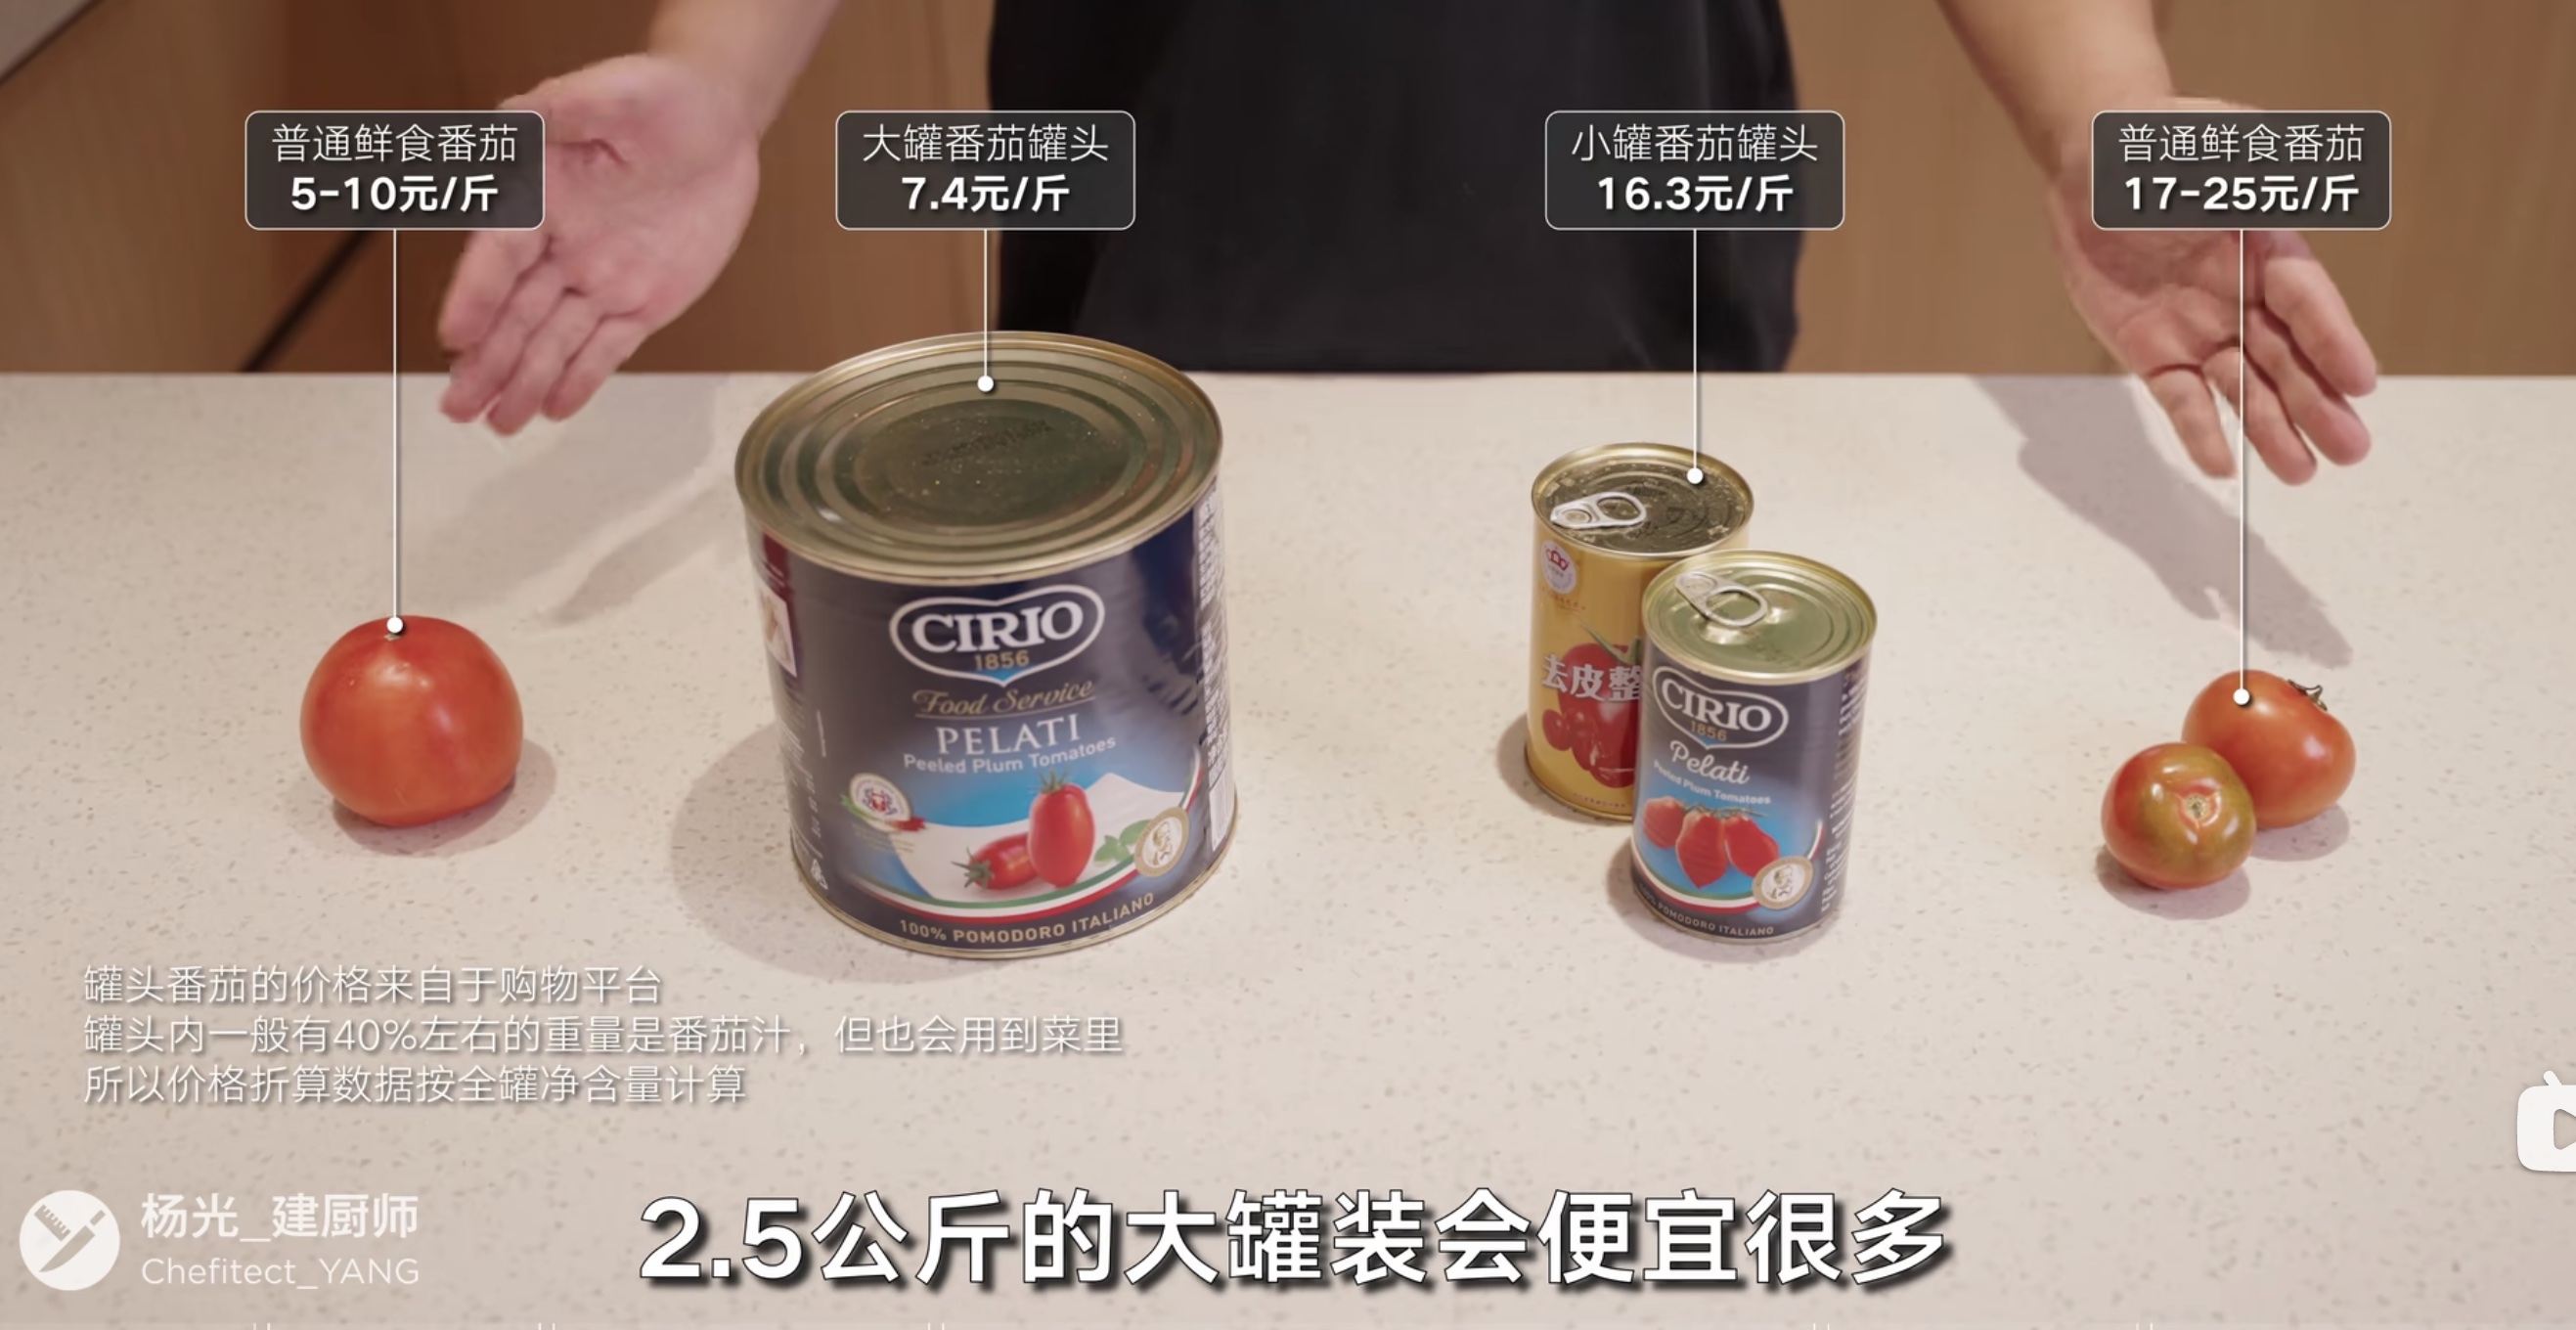 普通鲜食番茄
5-10元/斤
大罐番茄罐头
7.4元/斤
小罐番茄罐头
16.3元/斤
普通鲜食番茄
17-25元/斤
CIRIO
1856
Food Service
PELATI
Peeled Plum Tomatoes
100% POMODORO ITALIANO
去皮整
CIRIO
1856
Pelati
Peeled Plum Tomatoes
100% POMODORO ITALIANO
罐头番茄的价格来自于购物平台
罐头内一般有40%左右的重量是番茄汁，但也会用到菜里
所以价格折算数据按全罐净含量计算
杨光_建厨师
Chefitect_YANG
2.5公斤的大罐装会便宜很多